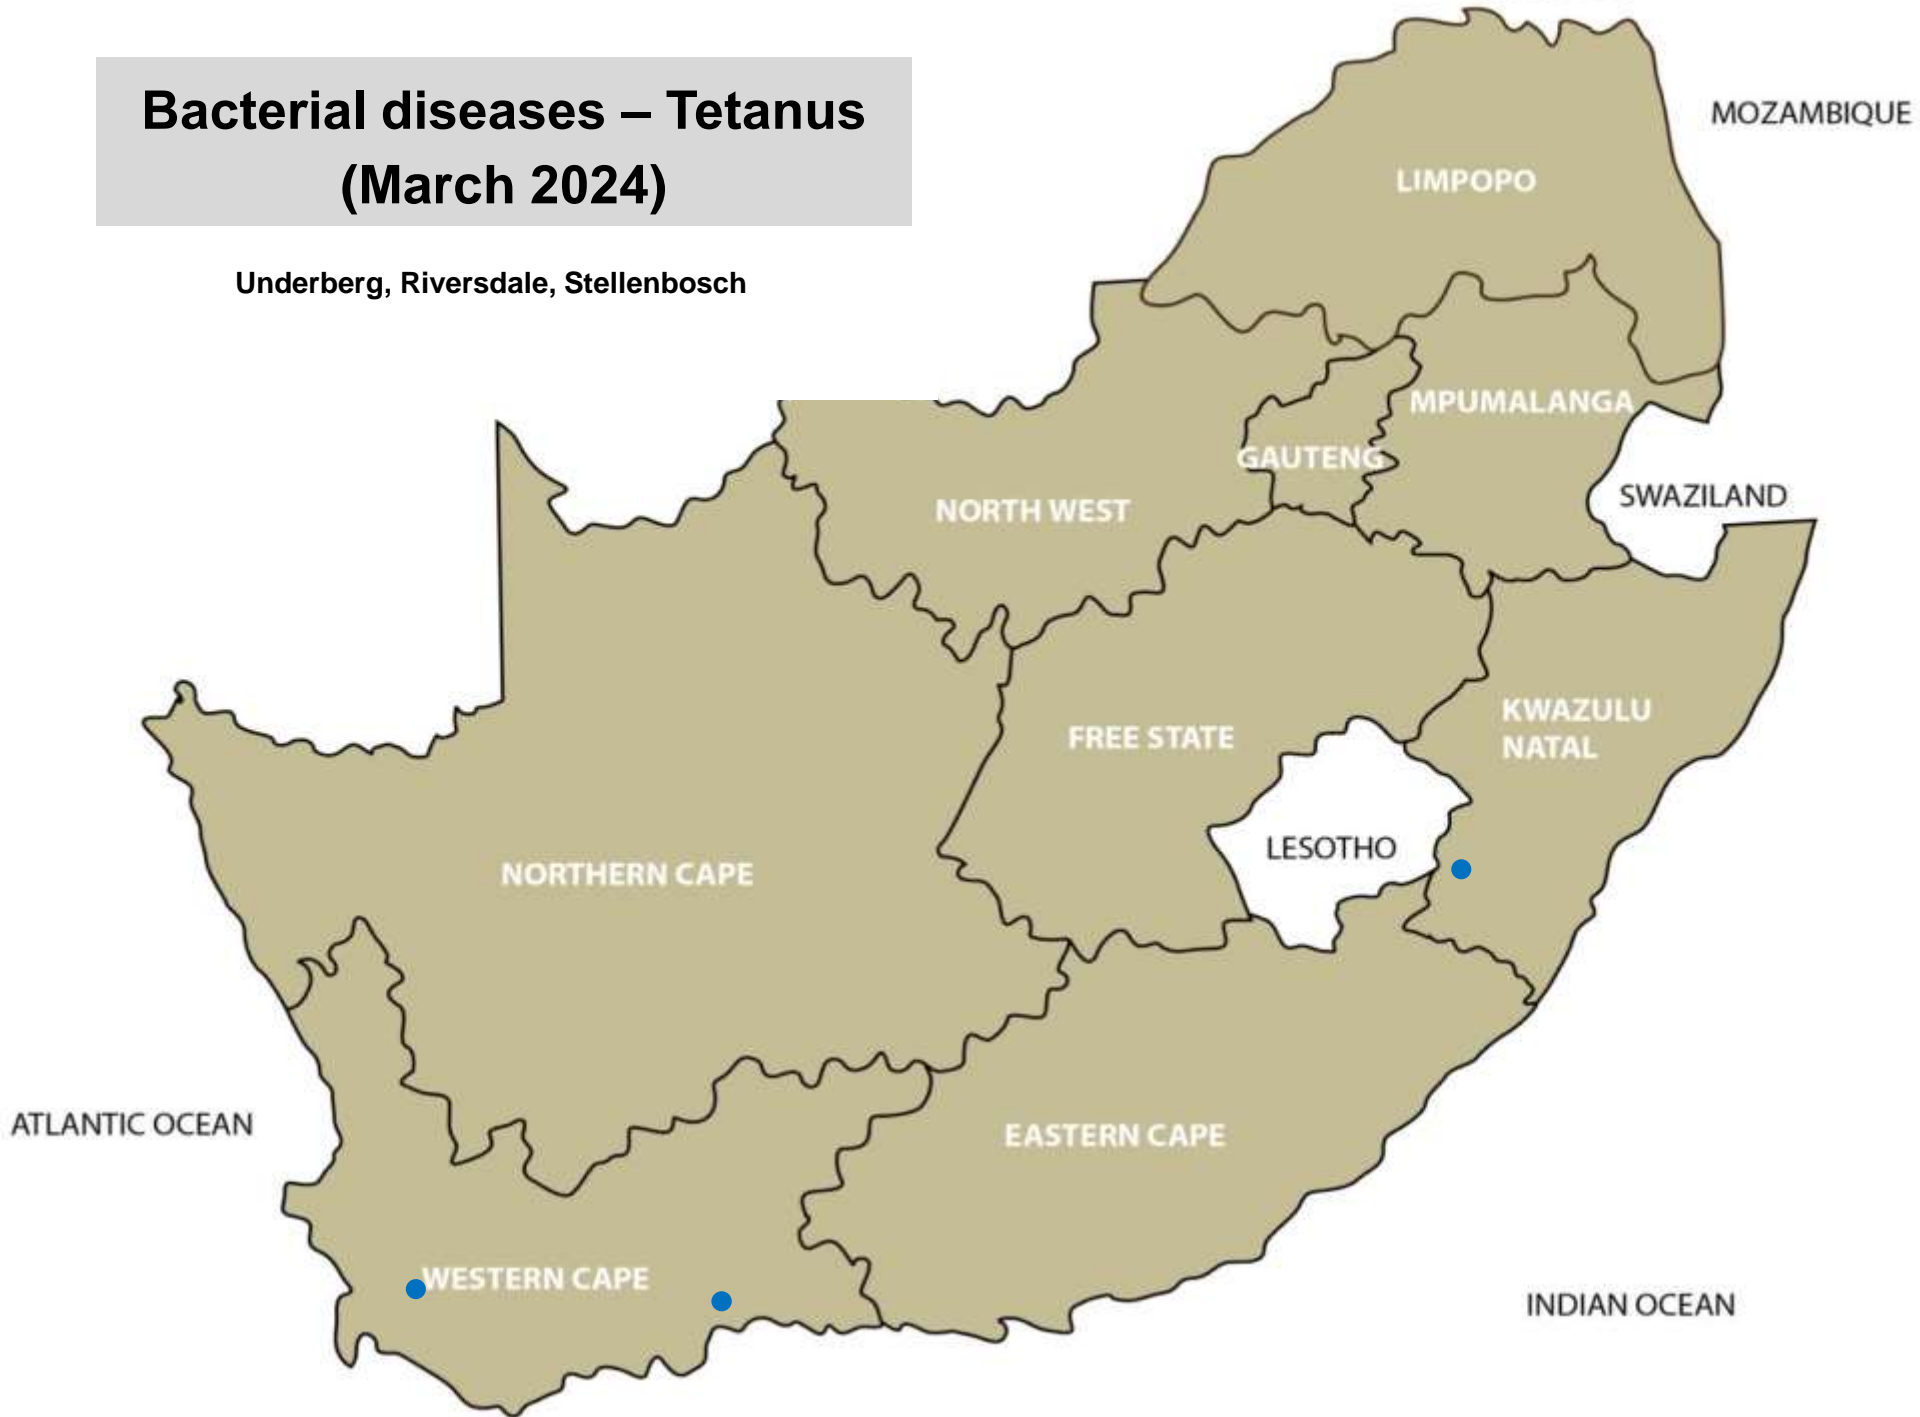 Bacterial diseases – Tetanus
(March 2024)
Underberg, Riversdale, Stellenbosch
MOZAMBIQUE
LIMPOPO
MPUMALANGA
GAUTENG
SWAZILAND
NORTH WEST
KWAZULU
NATAL
FREE STATE
LESOTHO
NORTHERN CAPE
ATLANTIC OCEAN
EASTERN CAPE
WESTERN CAPE
INDIAN OCEAN